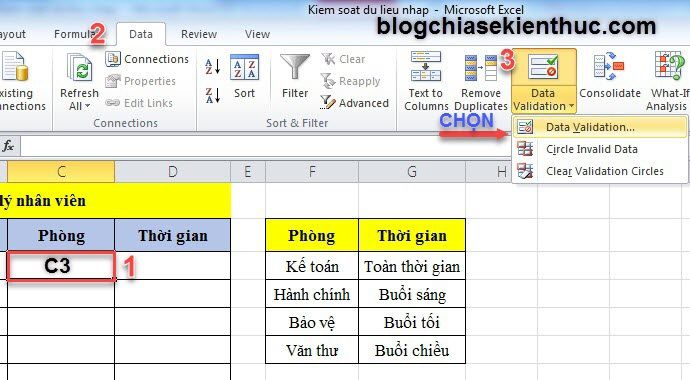 Kiem soat du lieu nhap - Microsoft Excel
blogchiasekienthuc.com
ayout Formula 2 Data Review View
3
xisting
onnections
Refresh
All
Connections
Properties
Edit Links
Connections
Sort
Filter
Clear
Reapply
Advanced
Sort & Filter
Text to
Columns
Remove
Duplicates
Data
Validation
Consolidate
What-If
Analysis
CHỌN
Data Validation...
Circle Invalid Data
Clear Validation Circles
fx
C D E F G H
lý nhân viên
Phòng Thời gian Phòng Thời gian
C3 1 Kế toán Toàn thời gian
Hành chính Buổi sáng
Bảo vệ Buổi tối
Văn thư Buổi chiều